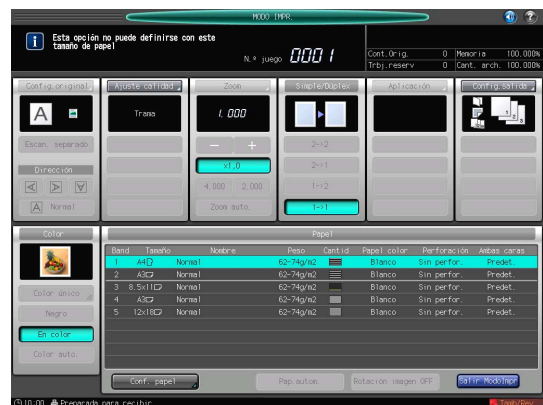 MODO IMPR.
Esta opción no puede definirse con este
tamaño de papel
N.º juego 0001
Cont.Orig. 0 Memoria 100.000%
Trbj.reserv 0 Cant. arch. 100.000%
Config.original Ajuste calidad Zoom Simple/Dúplex Aplicación Config.salida
A Trama 1.000
Escan. separado − + 2->2
Dirección x1.0 2->1
4.000 2.000 1->2
A Normal Zoom auto. 1->1
Color Papel
Band Tamaño Nombre Peso Cantid Papel color Perforación Ambas caras
1 A4 Normal 62-74g/m2 Blanco Sin perfor. Predet.
2 A3 Normal 62-74g/m2 Blanco Sin perfor. Predet.
3 8.5x11 Normal 62-74g/m2 Blanco Sin perfor. Predet.
4 A3 Normal 62-74g/m2 Blanco Sin perfor. Predet.
5 12x18 Normal 62-74g/m2 Blanco Sin perfor. Predet.
Color único
Negro
En color
Color auto.
Conf. papel Pap.autom. Rotación imagen OFF Salir ModoImpr
10:00 Preparada para recibir